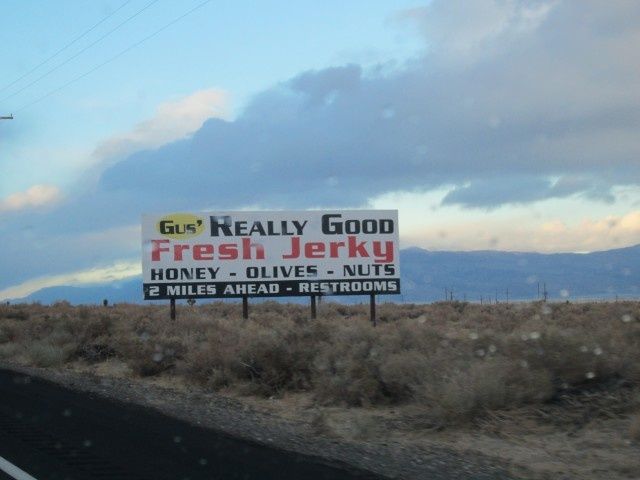 Gus' Really Good
Fresh Jerky
HONEY - OLIVES - NUTS
2 MILES AHEAD - RESTROOMS